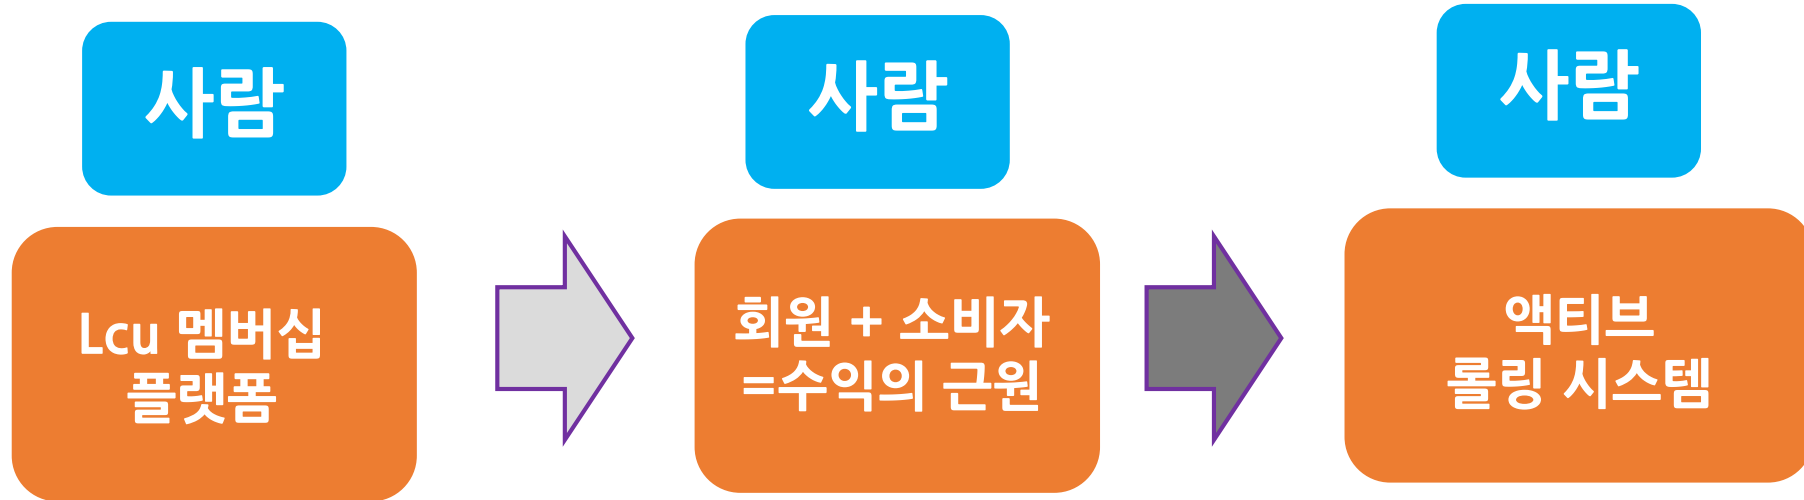 사람
사람
사람
Lcu 멤버십
플랫폼
회원 + 소비자
=수익의 근원
액티브
롤링 시스템